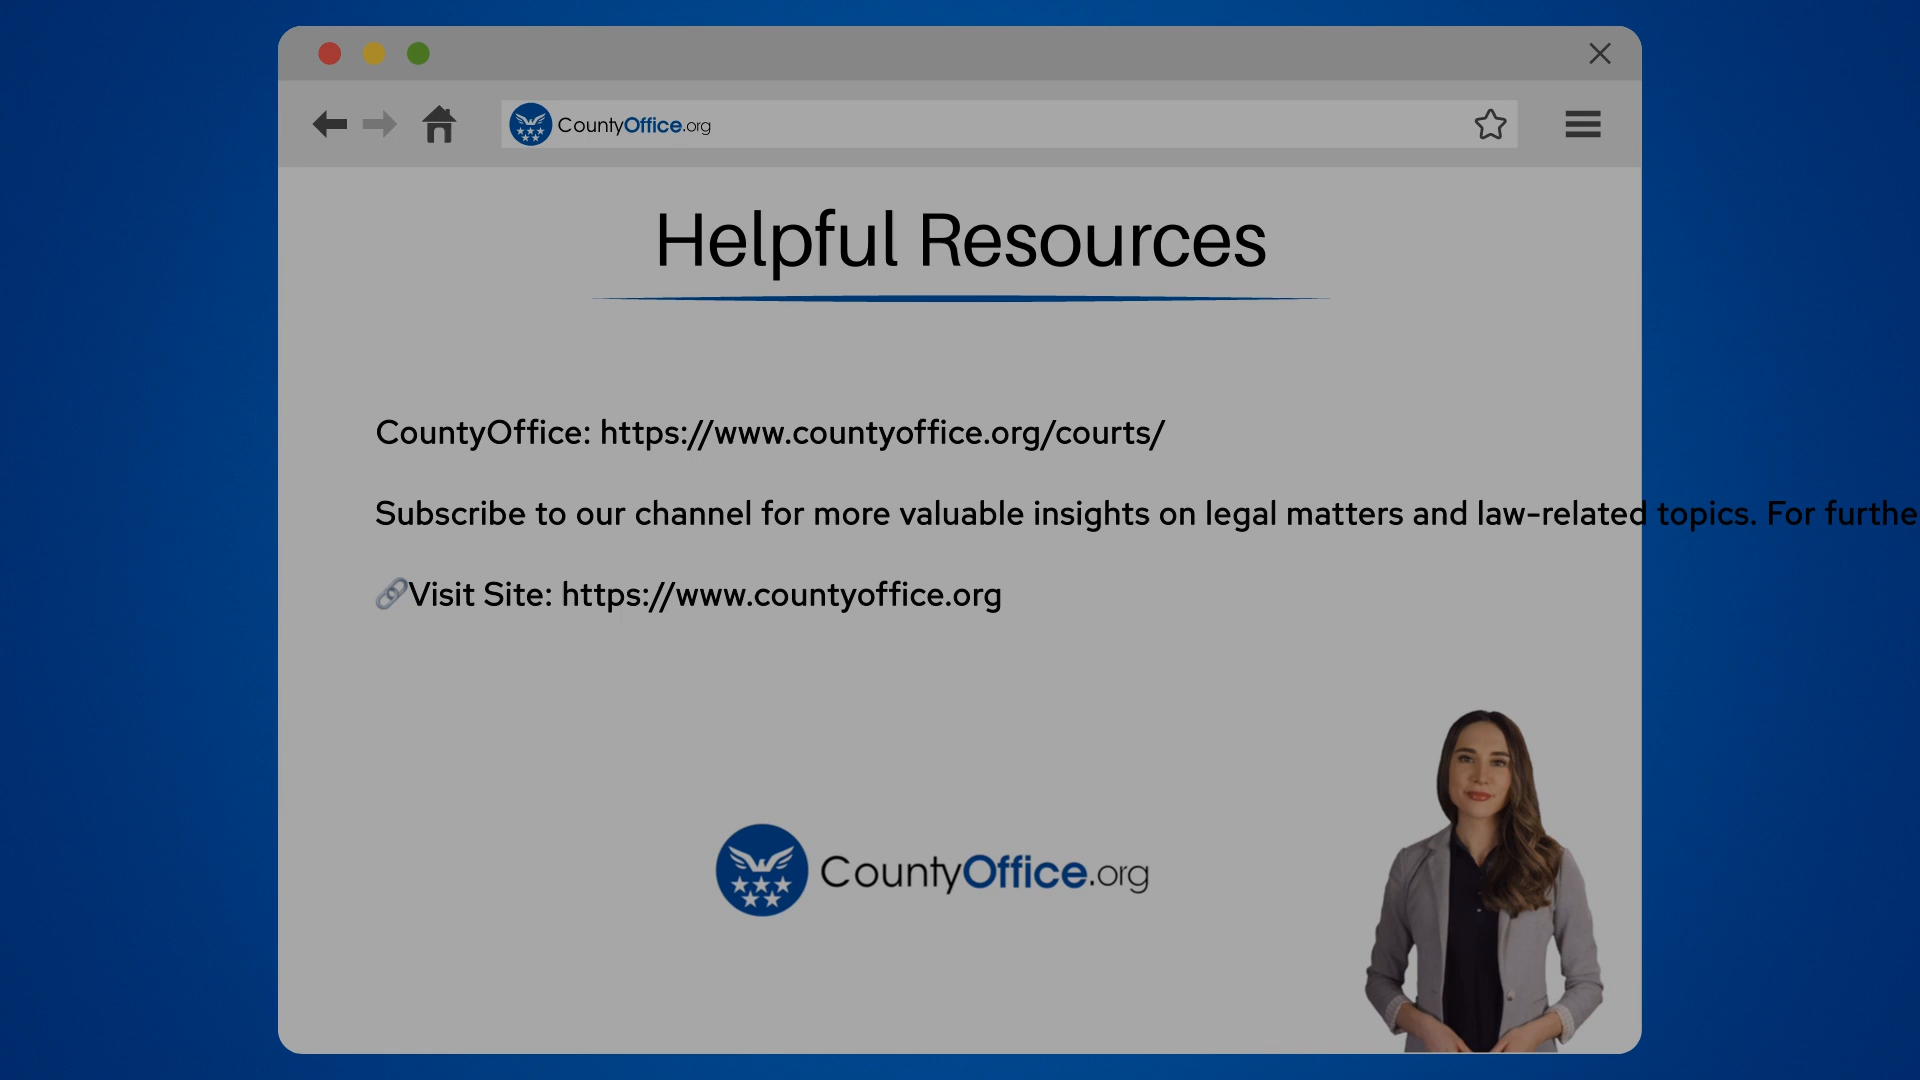 CountyOffice.org
Helpful Resources
CountyOffice: https://www.countyoffice.org/courts/
Subscribe to our channel for more valuable insights on legal matters and law-related topics. For furthe
🔗Visit Site: https://www.countyoffice.org
CountyOffice.org